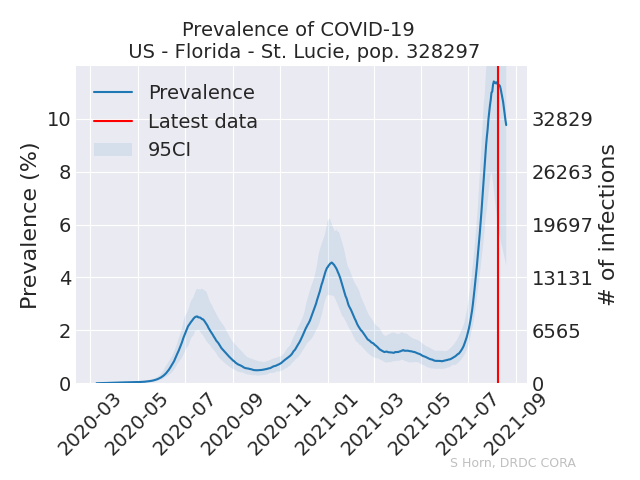 Prevalence of COVID-19
US - Florida - St. Lucie, pop. 328297
Prevalence
Latest data
95CI
Prevalence (%)
10
8
6
4
2
0
32829
26263
19697
13131
6565
0
# of infections
2020-03
2020-05
2020-07
2020-09
2020-11
2021-01
2021-03
2021-05
2021-07
2021-09
S Horn, DRDC CORA